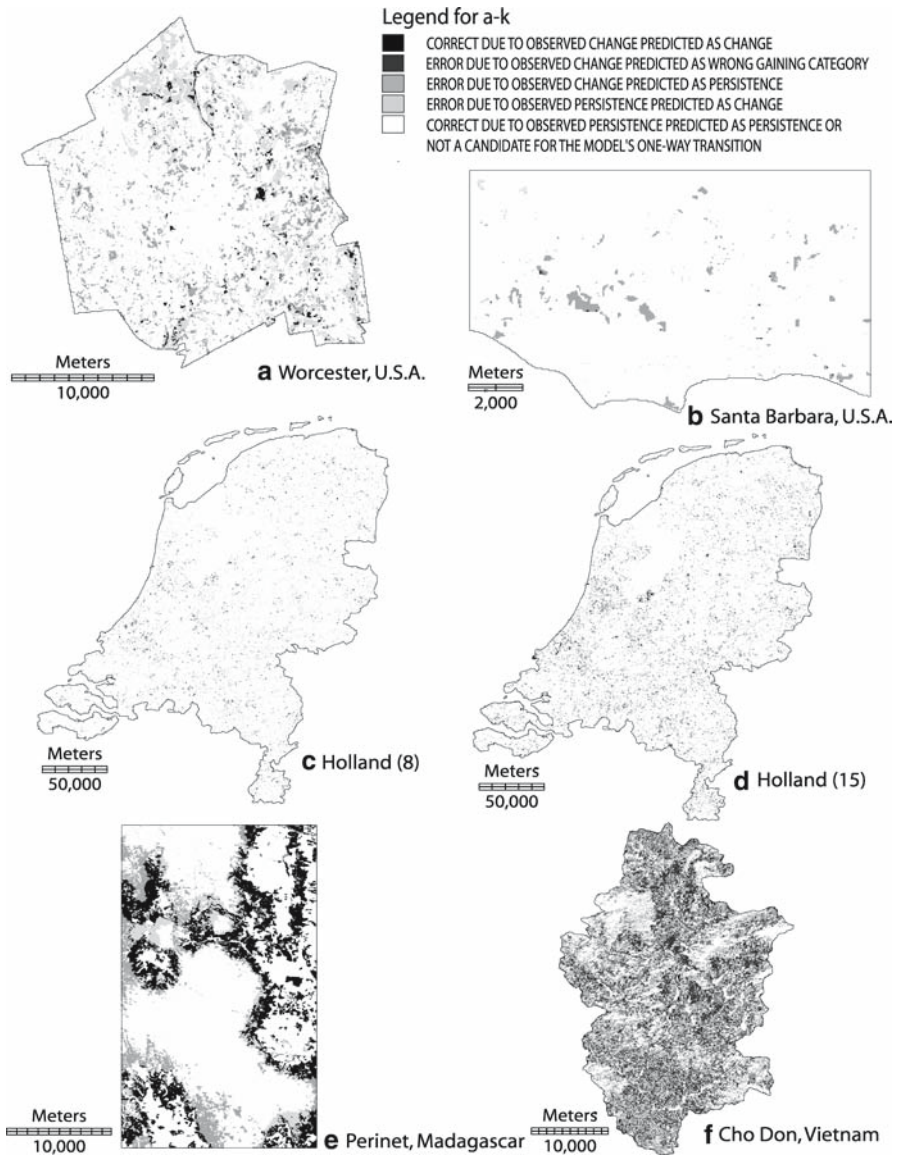 Legend for a-k
CORRECT DUE TO OBSERVED CHANGE PREDICTED AS CHANGE
ERROR DUE TO OBSERVED CHANGE PREDICTED AS WRONG GAINING CATEGORY
ERROR DUE TO OBSERVED CHANGE PREDICTED AS PERSISTENCE
ERROR DUE TO OBSERVED PERSISTENCE PREDICTED AS CHANGE
CORRECT DUE TO OBSERVED PERSISTENCE PREDICTED AS PERSISTENCE OR
NOT A CANDIDATE FOR THE MODEL'S ONE-WAY TRANSITION
Meters
10,000
a Worcester, U.S.A.
Meters
2,000
b Santa Barbara, U.S.A.
Meters
50,000
c Holland (8)
Meters
50,000
d Holland (15)
Meters
10,000
e Perinet, Madagascar
Meters
10,000
f Cho Don, Vietnam